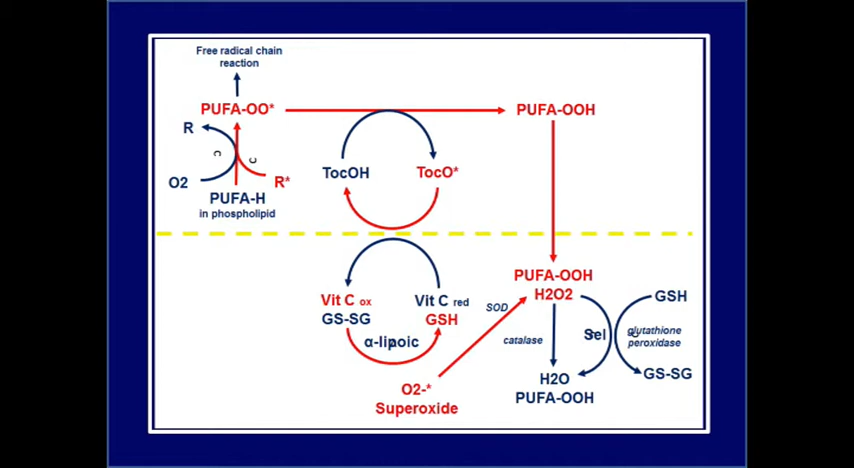 Free radical chain
reaction
PUFA-OO*
PUFA-OOH
R
C
C
O2
R*
PUFA-H
in phospholipid
TocOH
TocO*
PUFA-OOH
H2O2
Vit C ox
GS-SG
Vit C red
GSH
α-lipoic
SOD
catalase
Sel
GSH
glutathione
peroxidase
GS-SG
H2O
PUFA-OOH
O2-*
Superoxide